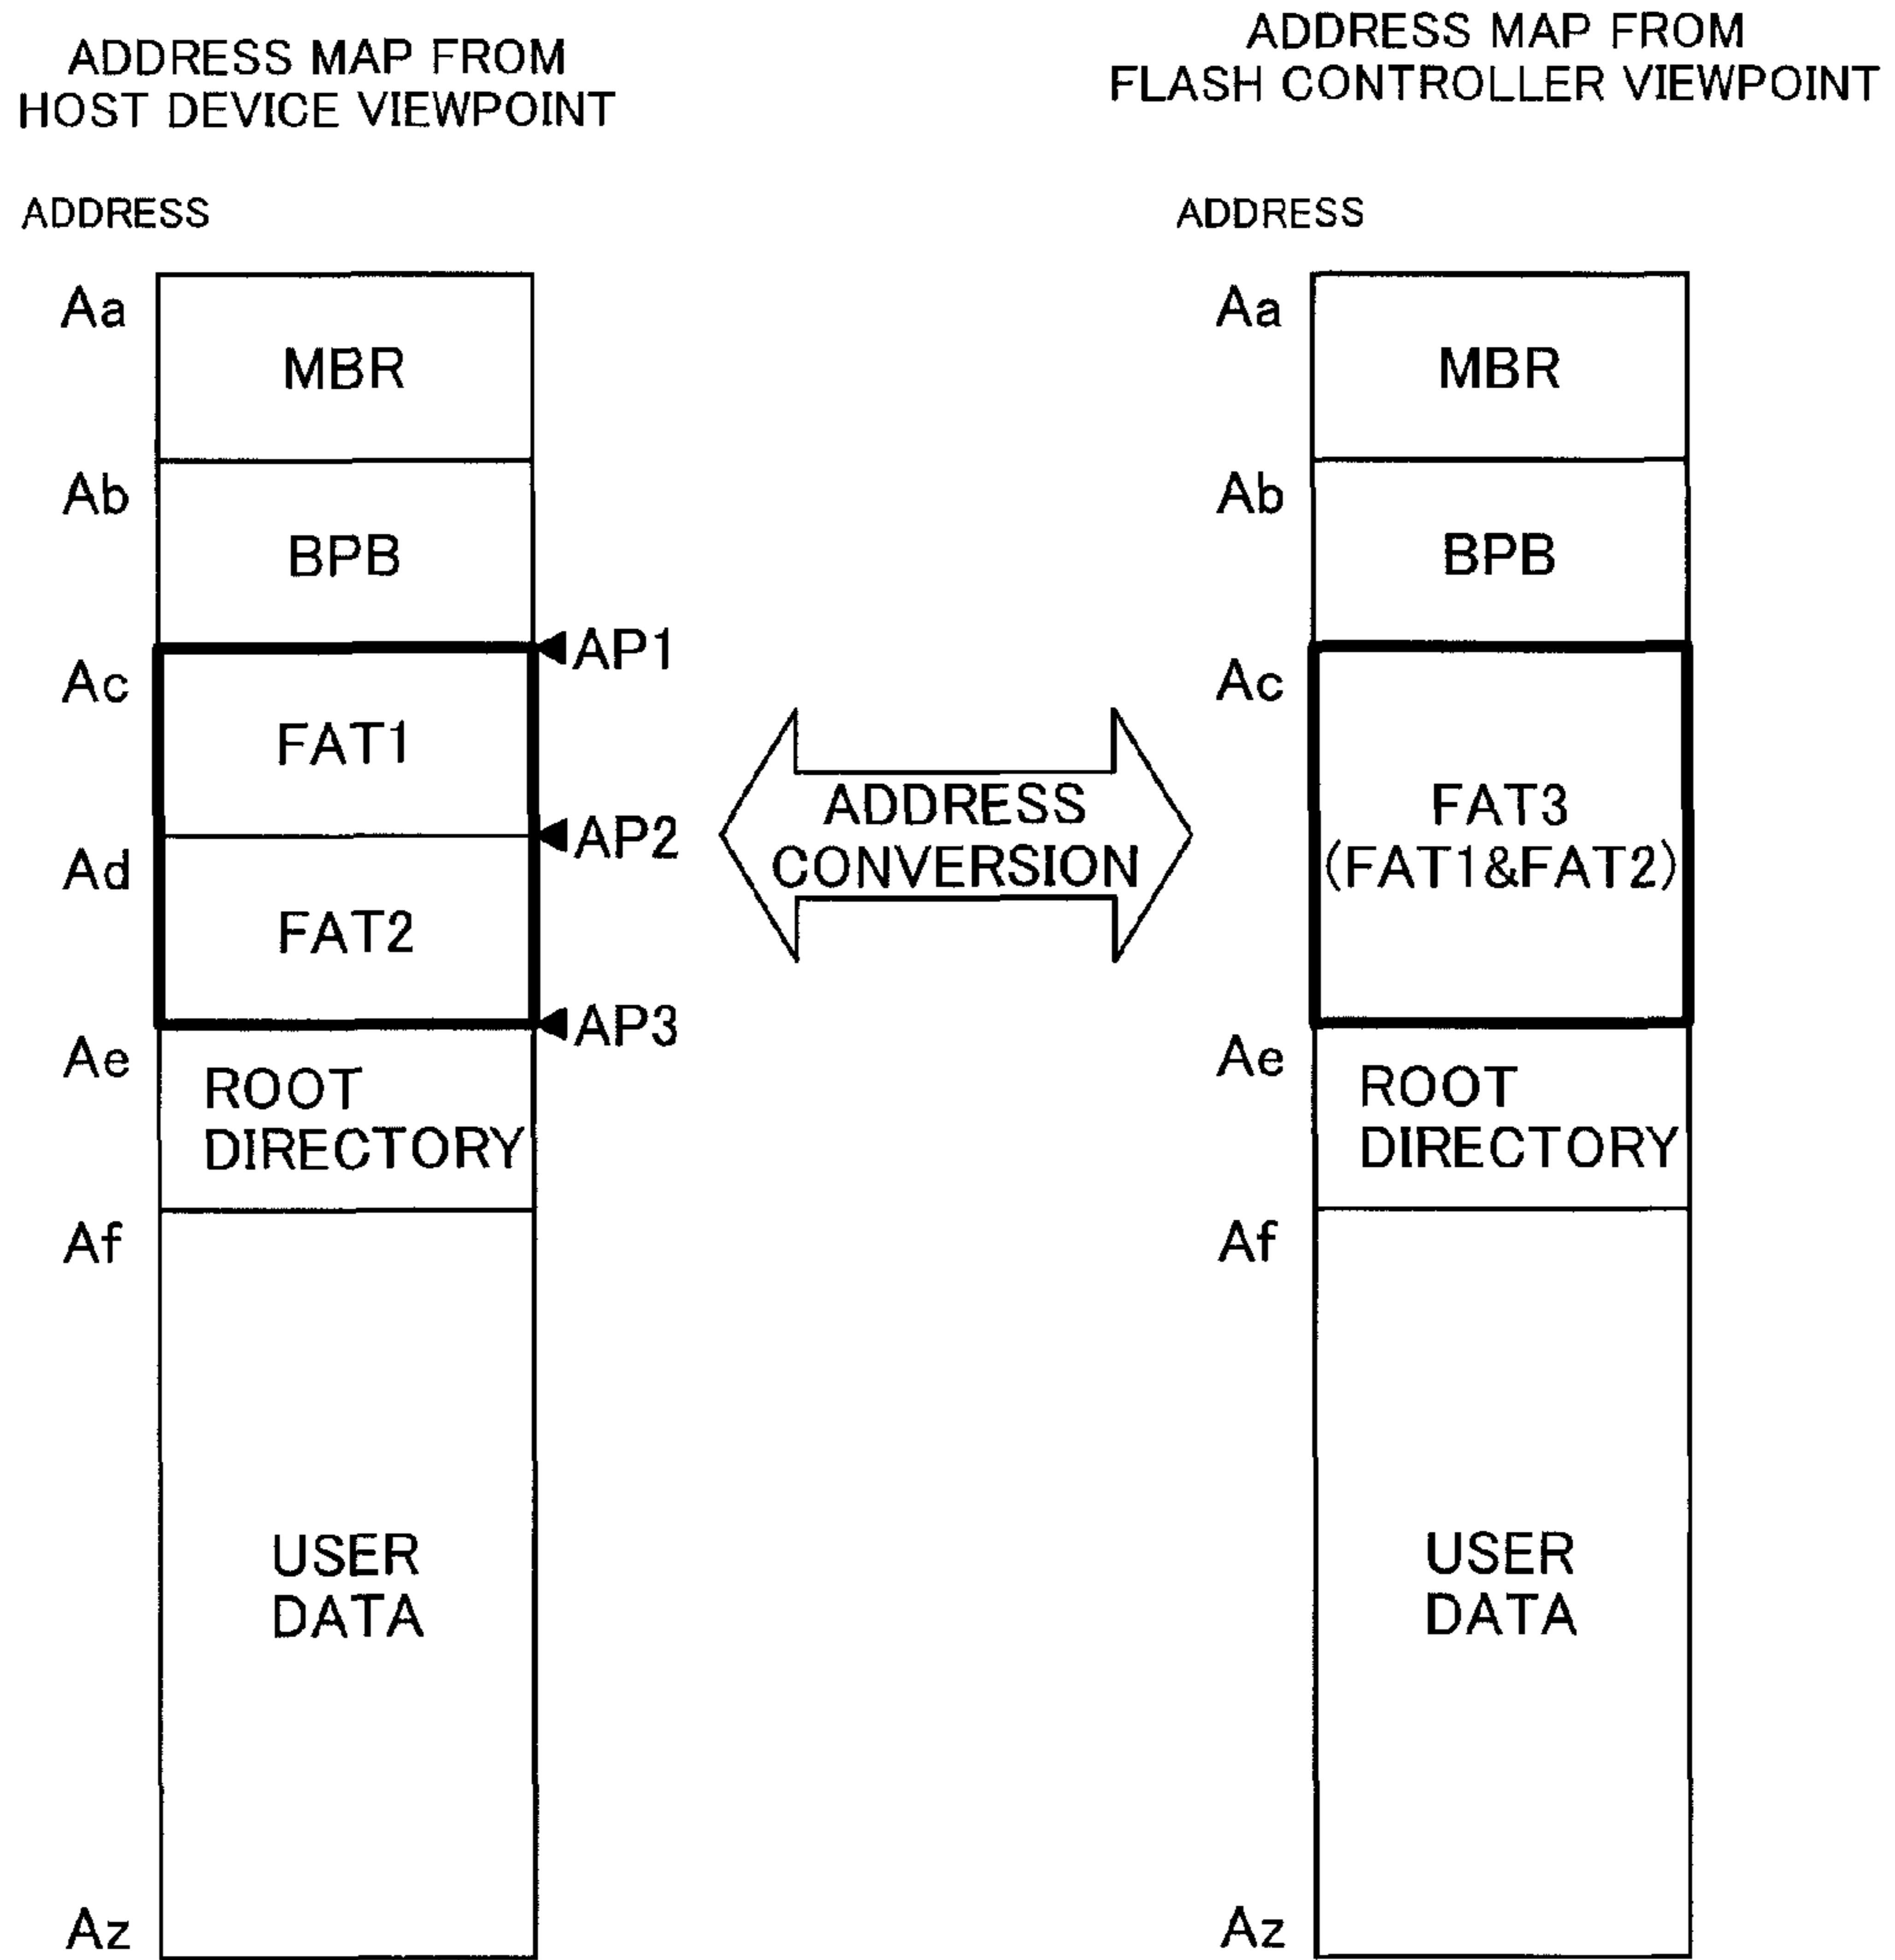 ADDRESS MAP FROM
HOST DEVICE VIEWPOINT
ADDRESS
Aa
MBR
Ab
BPB
AP1
Ac
FAT1
AP2
Ad
FAT2
AP3
Ae
ROOT
DIRECTORY
Af
USER
DATA
Az
ADDRESS
CONVERSION
ADDRESS MAP FROM
FLASH CONTROLLER VIEWPOINT
ADDRESS
Aa
MBR
Ab
BPB
Ac
FAT3
(FAT1&FAT2)
Ae
ROOT
DIRECTORY
Af
USER
DATA
Az